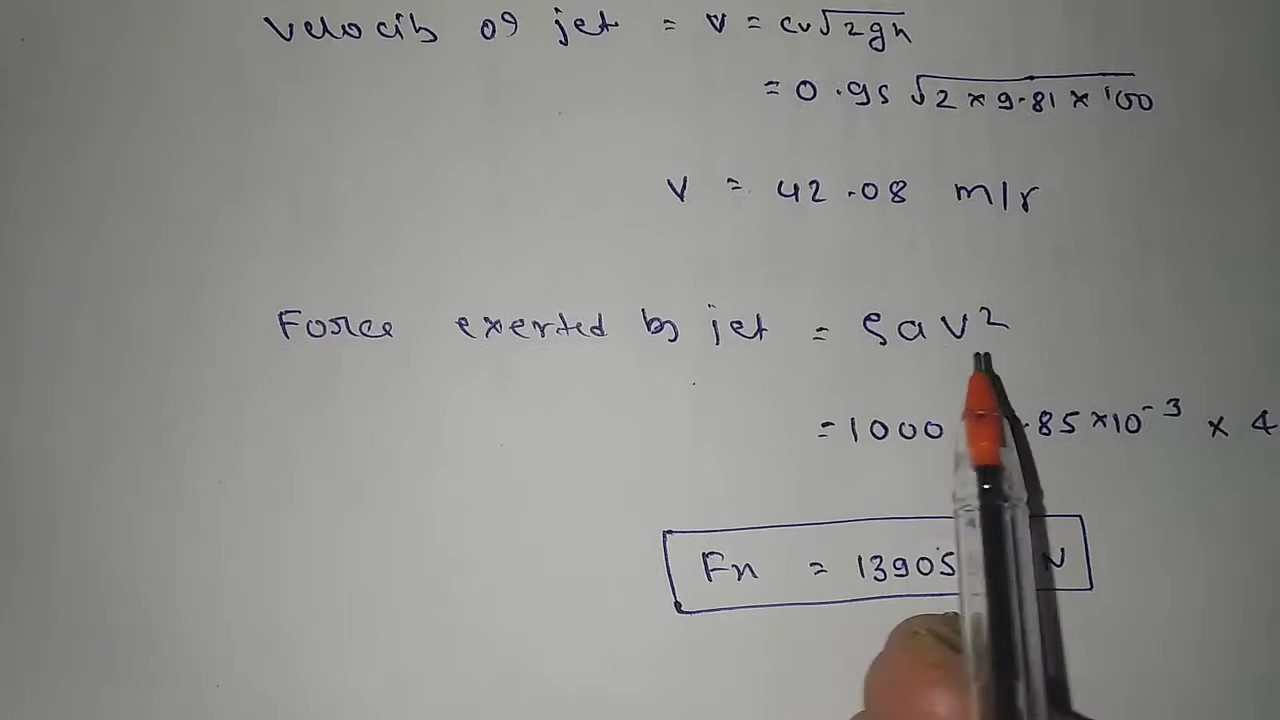 Velocity of jet = V = Cv√2gh
= 0.95 √2 × 9.81 × 100
V = 42.08 m/s
Force exerted by jet = ρav²
= 1000 .85 × 10⁻³ × 4
Fn = 13905 N